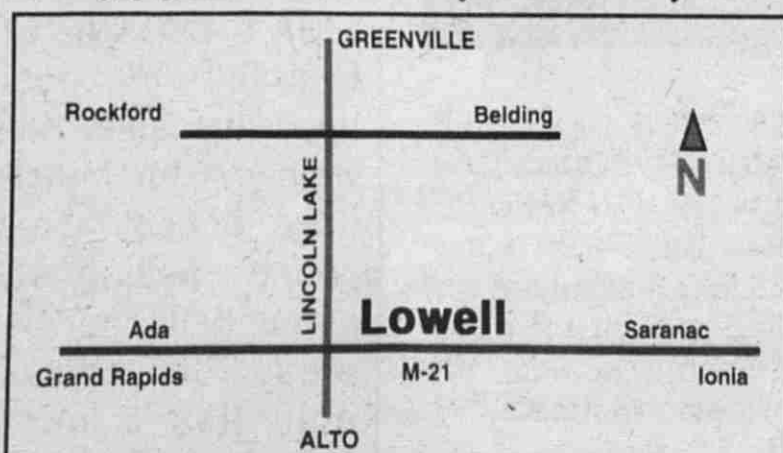 GREENVILLE
Rockford Belding
N
LINCOLN LAKE
Lowell
Ada Saranac
Grand Rapids M-21 Ionia
ALTO